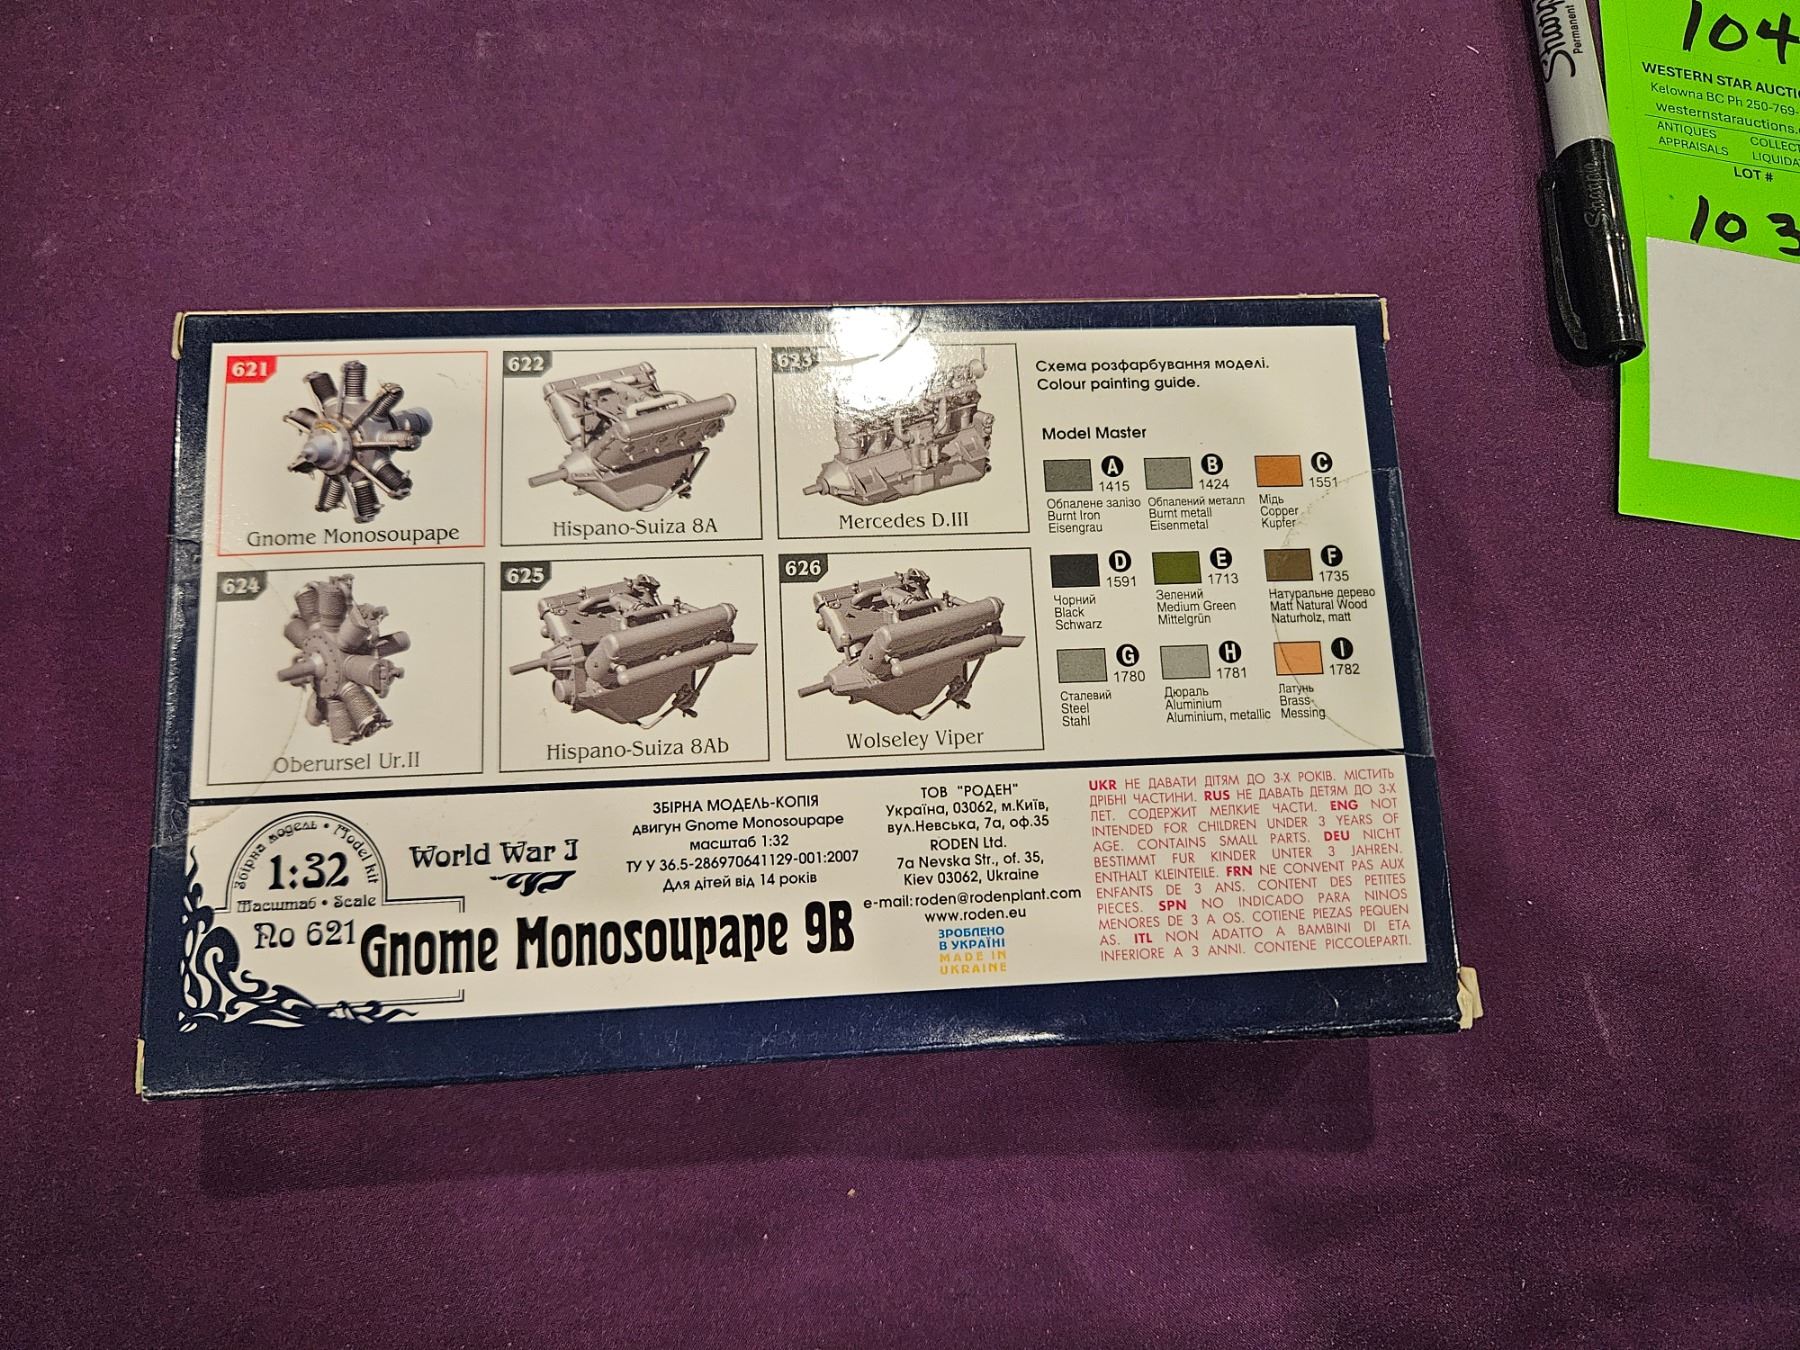 621
Gnome Monosoupape
622
Hispano-Suiza 8A
623
Mercedes D.III
624
Oberursel Ur.II
625
Hispano-Suiza 8Ab
626
Wolseley Viper
Схема розфарбування моделі.
Colour painting guide.
Model Master
A
1415
Обпалене залізо
Burnt Iron
Eisengrau
B
1424
Обпалений металл
Burnt metall
Eisenmetal
C
1551
Мідь
Copper
Kupfer
D
1591
Чорний
Black
Schwarz
E
1713
Зелений
Medium Green
Mittelgrün
F
1735
Натуральне дерево
Matt Natural Wood
Naturholz, matt
G
1780
Сталевий
Steel
Stahl
H
1781
Дюраль
Aluminium
Aluminium, metallic
I
1782
Латунь
Brass
Messing
Збірна модель • Model kit
1:32
Масштаб • Scale
No 621
World War I
Gnome Monosoupape 9B
ЗБІРНА МОДЕЛЬ-КОПІЯ
двигун Gnome Monosoupape
масштаб 1:32
ТУ У 36.5-286970641129-001:2007
Для дітей від 14 років
ТОВ "РОДЕН"
Україна, 03062, м.Київ,
вул.Невська, 7а, оф.35
RODEN Ltd.
7a Nevska Str., of. 35,
Kiev 03062, Ukraine
e-mail:roden@rodenplant.com
www.roden.eu
ЗРОБЛЕНО
В УКРАЇНІ
MADE IN
UKRAINE
UKR НЕ ДАВАТИ ДІТЯМ ДО 3-Х РОКІВ. МІСТИТЬ
ДРІБНІ ЧАСТИНИ. RUS НЕ ДАВАТЬ ДЕТЯМ ДО 3-Х
ЛЕТ. СОДЕРЖИТ МЕЛКИЕ ЧАСТИ. ENG NOT
INTENDED FOR CHILDREN UNDER 3 YEARS OF
AGE. CONTAINS SMALL PARTS. DEU NICHT
BESTIMMT FUR KINDER UNTER 3 JAHREN.
ENTHALT KLEINTEILE. FRN NE CONVENT PAS AUX
ENFANTS DE 3 ANS. CONTENT DES PETITES
PIECES. SPN NO INDICADO PARA NINOS
MENORES DE 3 A OS. COTIENE PIEZAS PEQUEN
AS. ITL NON ADATTO A BAMBINI DI ETA
INFERIORE A 3 ANNI. CONTENE PICCOLEPARTI.
Permanent
Sharpie
104
WESTERN STAR AUCTI
Kelowna BC Ph 250-769-
westernstarauctions.
ANTIQUES COLLECT
APPRAISALS LIQUIDA
LOT #
103